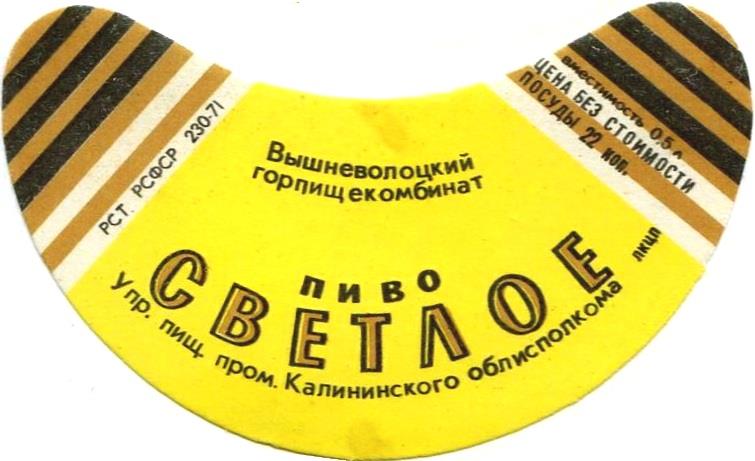 РСТ. РСФСР 230-71
Вышневолоцкий
горпищекомбинат
ПИВО
СВЕТЛОЕ
Упр. пищ. пром. Калининского облисполкома
вместимость 0,5 л
ЦЕНА БЕЗ СТОИМОСТИ
ПОСУДЫ 22 коп.
ЛКЦП